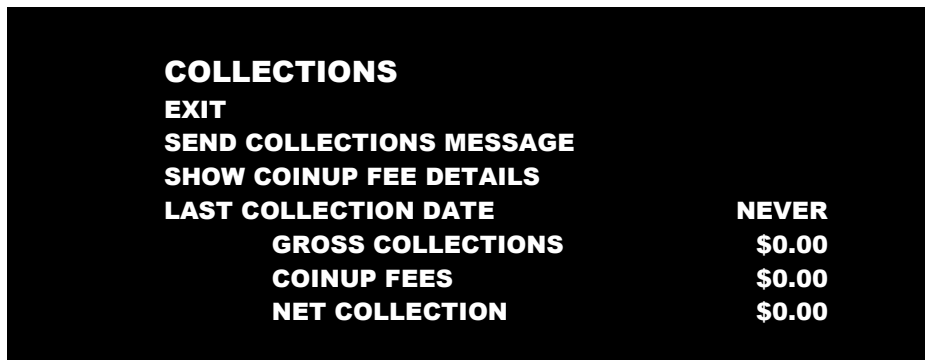 COLLECTIONS
EXIT
SEND COLLECTIONS MESSAGE
SHOW COINUP FEE DETAILS
LAST COLLECTION DATE NEVER
GROSS COLLECTIONS $0.00
COINUP FEES $0.00
NET COLLECTION $0.00